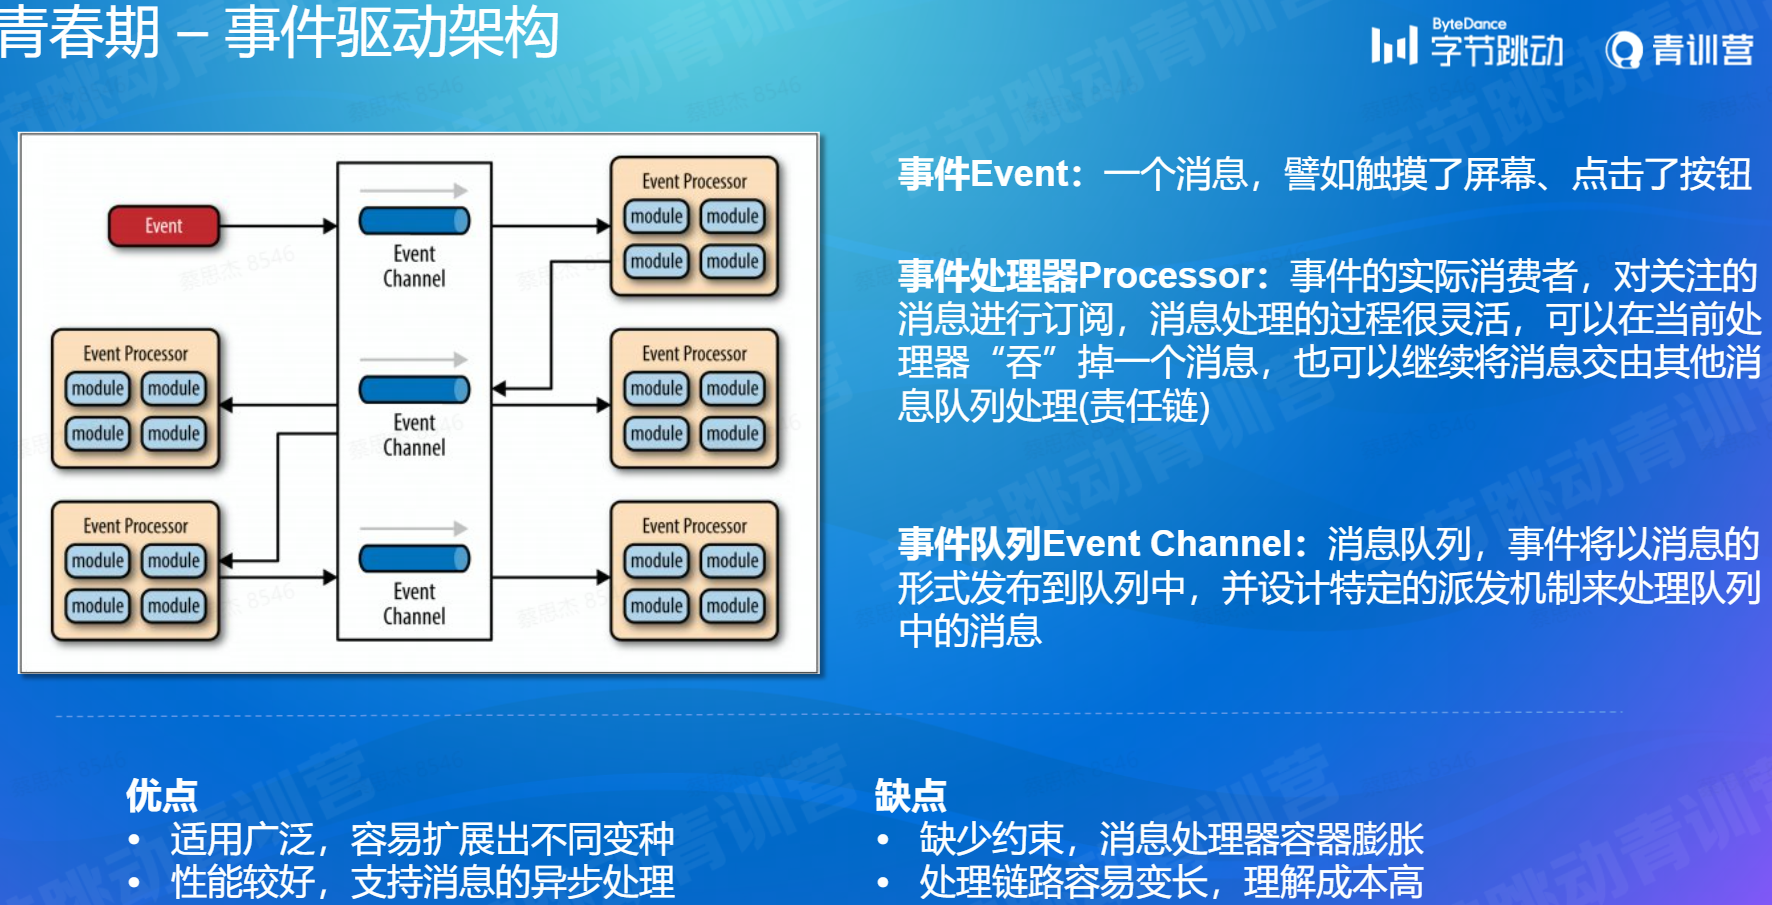 青春期 – 事件驱动架构
ByteDance
字节跳动
青训营
Event
Event
Channel
Event Processor
module module
module module
Event Processor
module module
module module
Event
Channel
Event Processor
module module
module module
Event Processor
module module
module module
Event
Channel
Event Processor
module module
module module
事件Event：一个消息，譬如触摸了屏幕、点击了按钮
事件处理器Processor：事件的实际消费者，对关注的
消息进行订阅，消息处理的过程很灵活，可以在当前处
理器“吞”掉一个消息，也可以继续将消息交由其他消
息队列处理(责任链)
事件队列Event Channel：消息队列，事件将以消息的
形式发布到队列中，并设计特定的派发机制来处理队列
中的消息
优点
• 适用广泛，容易扩展出不同变种
• 性能较好，支持消息的异步处理
缺点
• 缺少约束，消息处理器容器膨胀
• 处理链路容易变长，理解成本高
字节跳动青训营
蔡思杰 8546